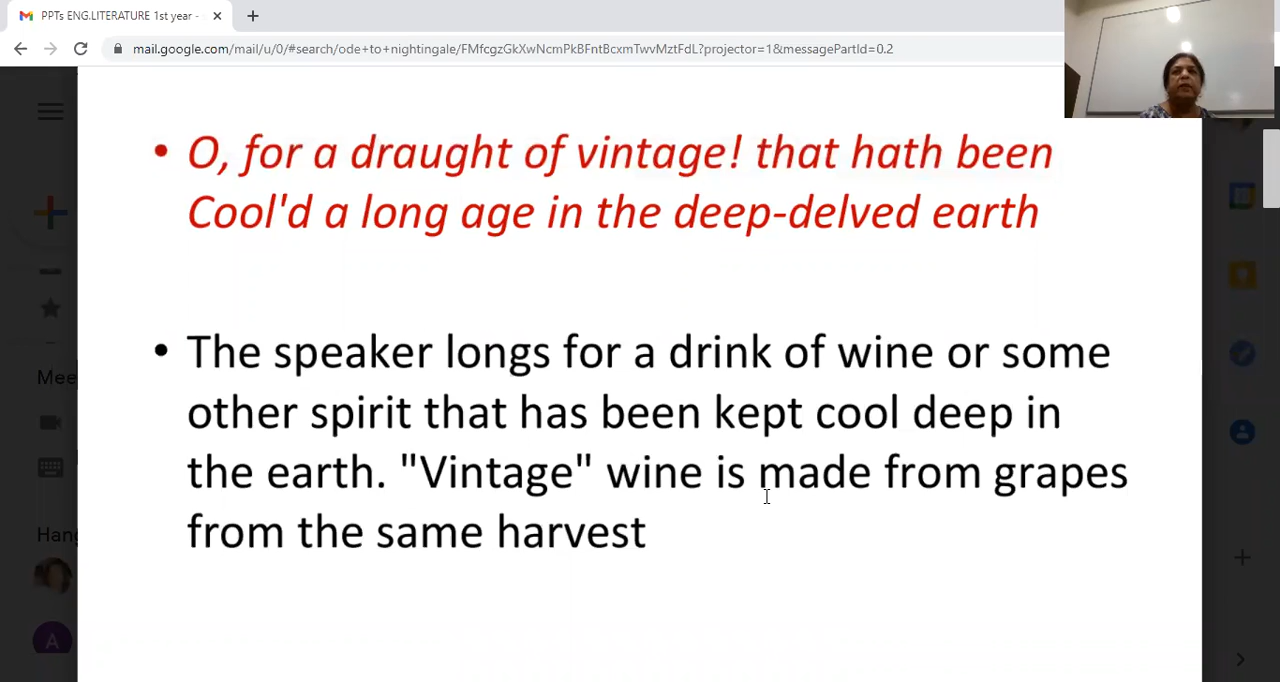 PPTs ENG.LITERATURE 1st year -
mail.google.com/mail/u/0/#search/ode+to+nightingale/FMfcgzGkXwNcmPkBFntBcxmTwvMztFdL?projector=1&messagePartId=0.2
• O, for a draught of vintage! that hath been
Cool'd a long age in the deep-delved earth
• The speaker longs for a drink of wine or some
other spirit that has been kept cool deep in
the earth. "Vintage" wine is made from grapes
from the same harvest
Mee
Hang
A